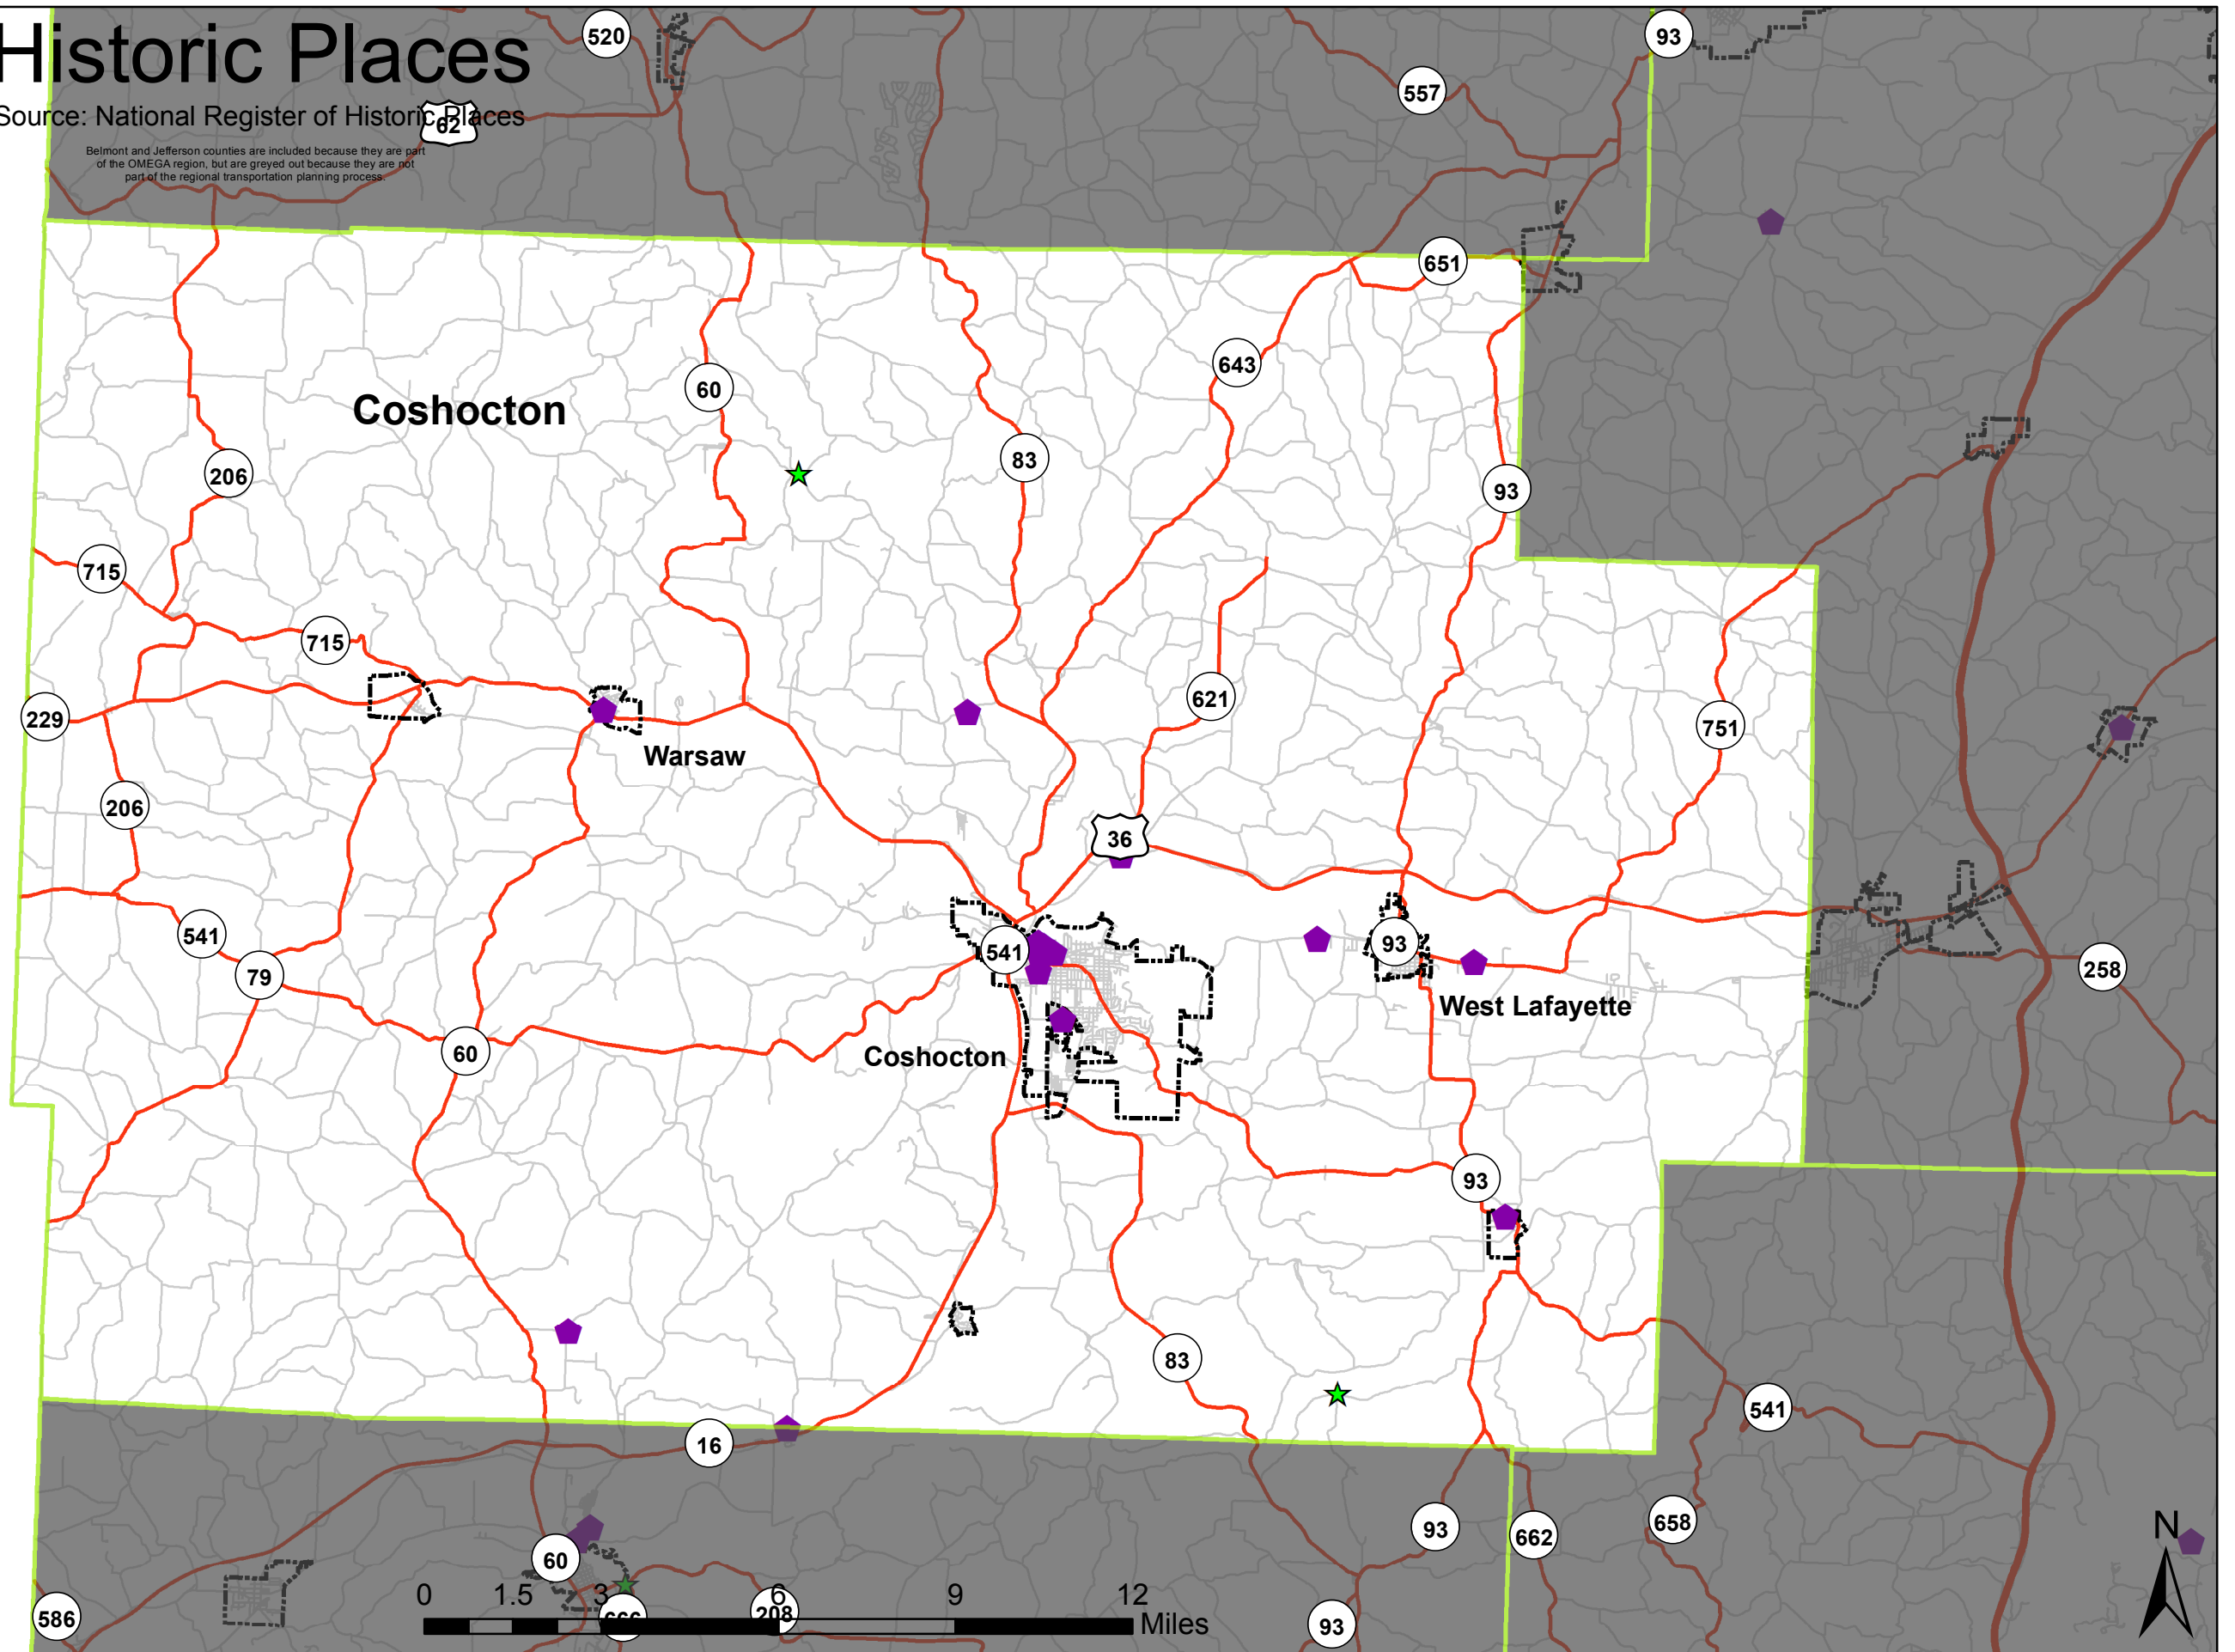 Historic Places
Source: National Register of Historic Places
Belmont and Jefferson counties are included because they are part
of the OMEGA region, but are greyed out because they are not
part of the regional transportation planning process.
520
93
557
62
651
643
60
Coshocton
83
206
93
715
715
621
229
751
Warsaw
206
36
541
541
93
79
258
West Lafayette
60
Coshocton
93
83
541
16
93
662
658
N
60
586
666
208
93
0 1.5 3 6 9 12
Miles